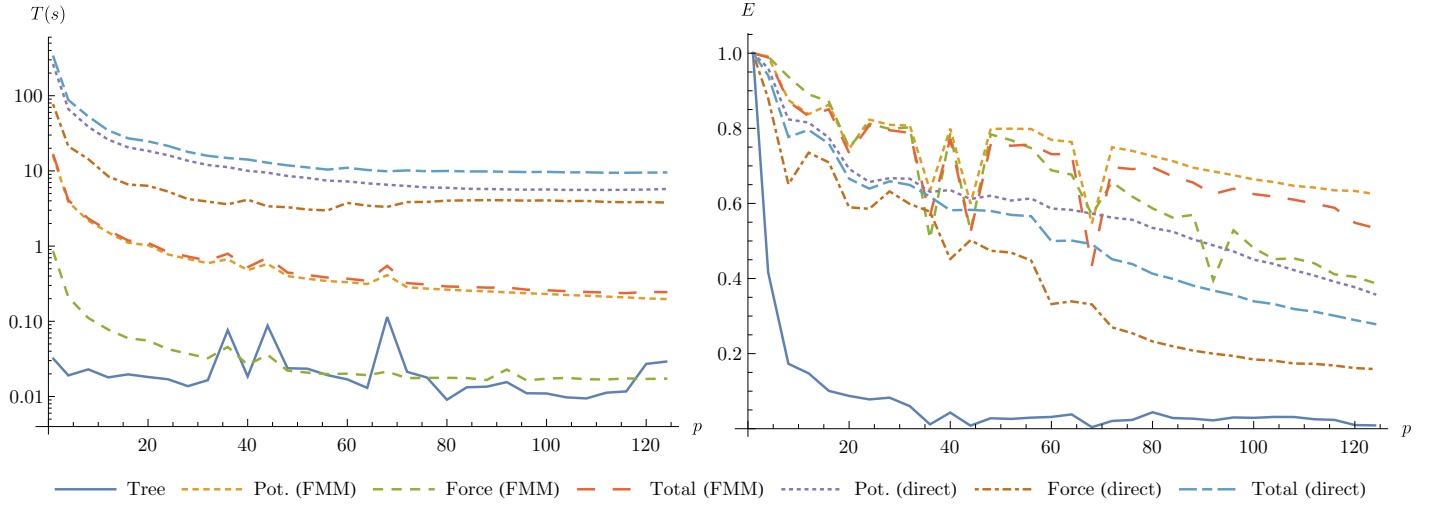 T(s)
100
10
1
0.10
0.01
20 40 60 80 100 120
p
E
1.0
0.8
0.6
0.4
0.2
20 40 60 80 100 120
p
Tree Pot. (FMM) Force (FMM) Total (FMM) Pot. (direct) Force (direct) Total (direct)